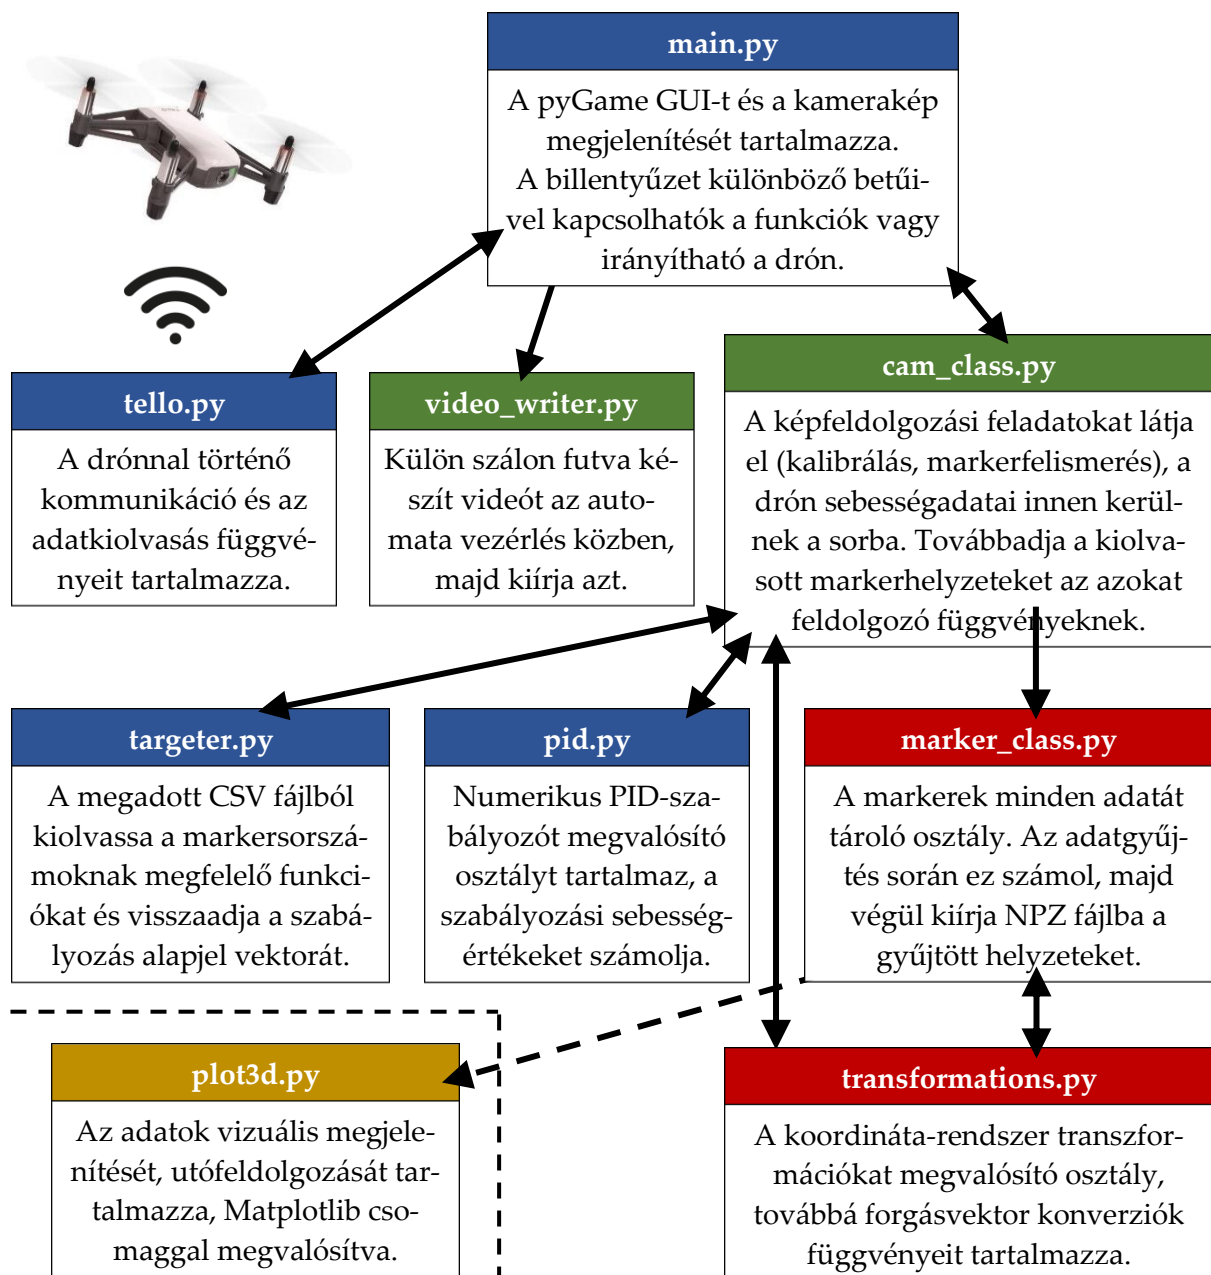 main.py
A pyGame GUI-t és a kamerakép
megjelenítését tartalmazza.
A billentyűzet különböző betűi-
vel kapcsolhatók a funkciók vagy
irányítható a drón.
tello.py
A drónnal történő
kommunikáció és az
adatkiolvasás függvé-
nyeit tartalmazza.
video_writer.py
Külön szálon futva ké-
szít videót az auto-
mata vezérlés közben,
majd kiírja azt.
cam_class.py
A képfeldolgozási feladatokat látja
el (kalibrálás, markerfelismerés), a
drón sebességadatai innen kerül-
nek a sorba. Továbbadja a kiolva-
sott markerhelyzeteket az azokat
feldolgozó függvényeknek.
targeter.py
A megadott CSV fájlból
kiolvassa a markersorszá-
moknak megfelelő funkci-
ókat és visszaadja a szabá-
lyozás alapjel vektorát.
pid.py
Numerikus PID-sza-
bályozót megvalósító
osztályt tartalmaz, a
szabályozási sebesség-
értékeket számolja.
marker_class.py
A markerek minden adatát
tároló osztály. Az adatgyűj-
tés során ez számol, majd
végül kiírja NPZ fájlba a
gyűjtött helyzeteket.
plot3d.py
Az adatok vizuális megjele-
nítését, utófeldolgozását tar-
talmazza, Matplotlib cso-
maggal megvalósítva.
transformations.py
A koordináta-rendszer transzfor-
mációkat megvalósító osztály,
továbbá forgásvektor konverziók
függvényeit tartalmazza.